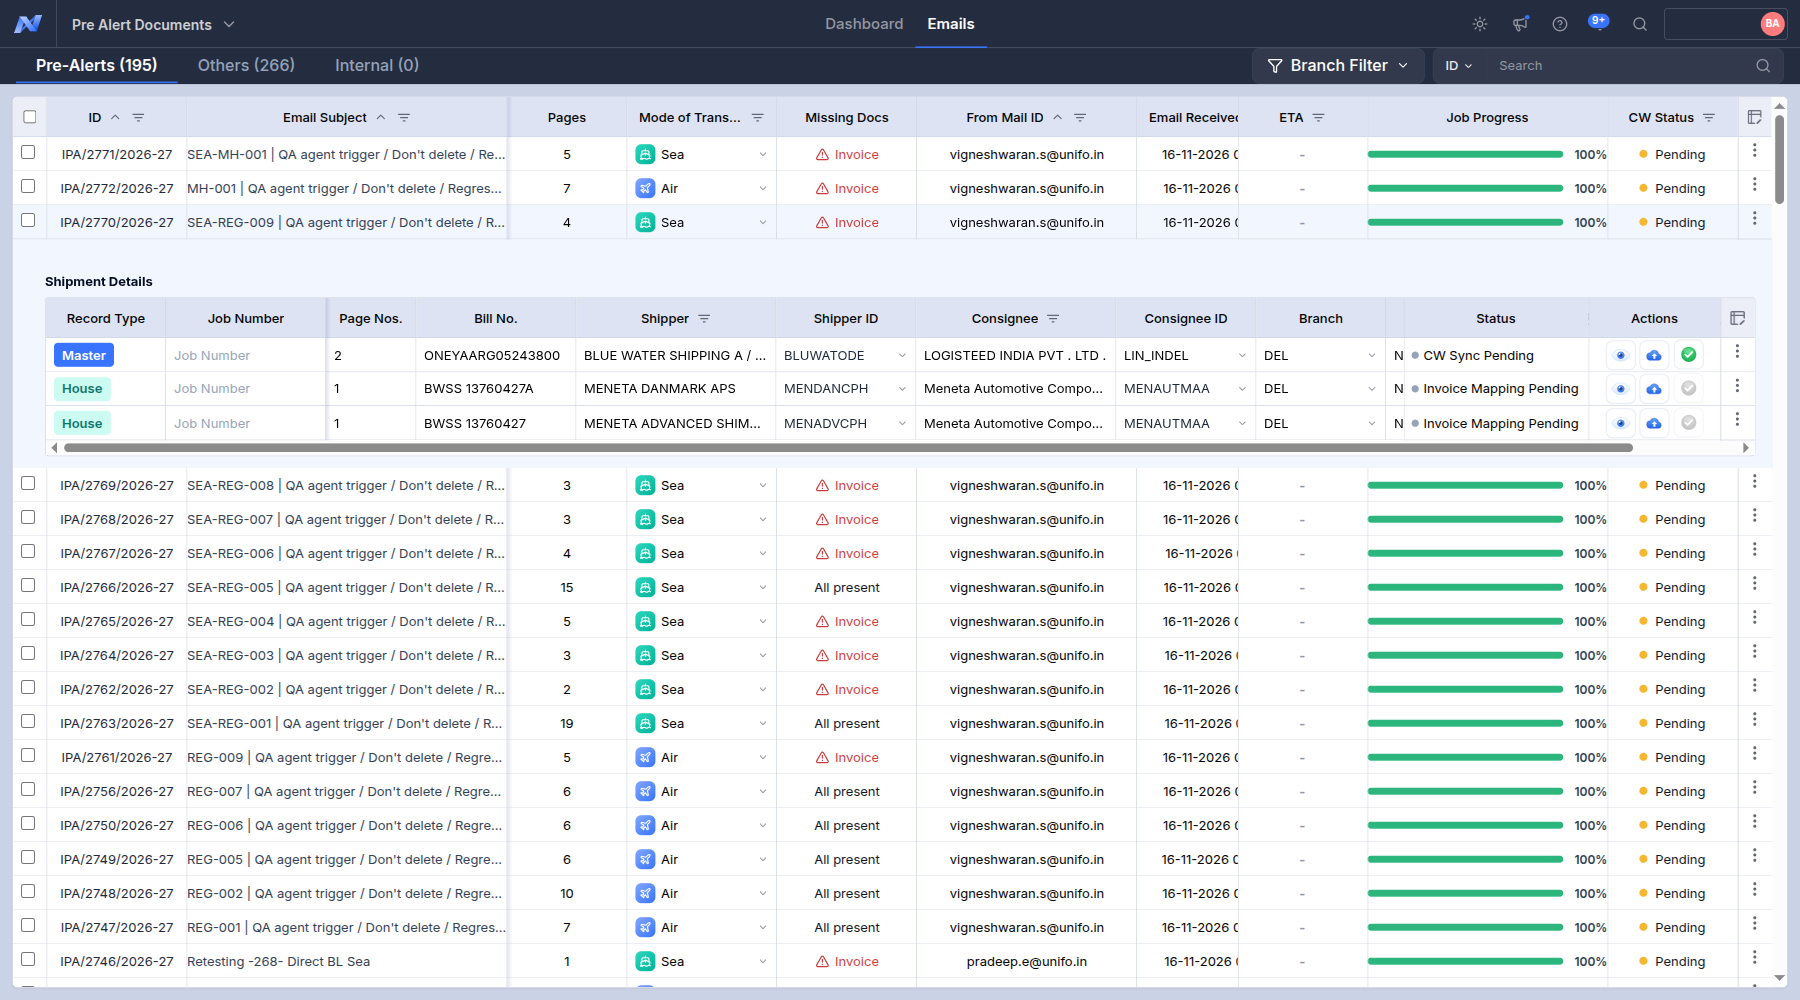 Pre Alert Documents
Dashboard
Emails
9+
BA
Pre-Alerts (195)
Others (266)
Internal (0)
Branch Filter
ID
Search
ID Email Subject Pages Mode of Trans... Missing Docs From Mail ID Email Received ETA Job Progress CW Status
IPA/2771/2026-27 SEA-MH-001 | QA agent trigger / Don't delete / Re... 5 Sea Invoice vigneshwaran.s@unifo.in 16-11-2026 0 - 100% Pending
IPA/2772/2026-27 MH-001 | QA agent trigger / Don't delete / Regres... 7 Air Invoice vigneshwaran.s@unifo.in 16-11-2026 0 - 100% Pending
IPA/2770/2026-27 SEA-REG-009 | QA agent trigger / Don't delete / R... 4 Sea Invoice vigneshwaran.s@unifo.in 16-11-2026 0 - 100% Pending
Shipment Details
Record Type Job Number Page Nos. Bill No. Shipper Shipper ID Consignee Consignee ID Branch Status Actions
Master Job Number 2 ONEYAARG05243800 BLUE WATER SHIPPING A / ... BLUWATODE LOGISTEED INDIA PVT . LTD . LIN_INDEL DEL N CW Sync Pending
House Job Number 1 BWSS 13760427A MENETA DANMARK APS MENDANCPH Meneta Automotive Compo... MENAUTMAA DEL N Invoice Mapping Pending
House Job Number 1 BWSS 13760427 MENETA ADVANCED SHIM... MENADVCPH Meneta Automotive Compo... MENAUTMAA DEL N Invoice Mapping Pending
IPA/2769/2026-27 SEA-REG-008 | QA agent trigger / Don't delete / R... 3 Sea Invoice vigneshwaran.s@unifo.in 16-11-2026 0 - 100% Pending
IPA/2768/2026-27 SEA-REG-007 | QA agent trigger / Don't delete / R... 3 Sea Invoice vigneshwaran.s@unifo.in 16-11-2026 0 - 100% Pending
IPA/2767/2026-27 SEA-REG-006 | QA agent trigger / Don't delete / R... 4 Sea Invoice vigneshwaran.s@unifo.in 16-11-2026 - 100% Pending
IPA/2766/2026-27 SEA-REG-005 | QA agent trigger / Don't delete / R... 15 Sea All present vigneshwaran.s@unifo.in 16-11-2026 0 - 100% Pending
IPA/2765/2026-27 SEA-REG-004 | QA agent trigger / Don't delete / R... 5 Sea Invoice vigneshwaran.s@unifo.in 16-11-2026 0 - 100% Pending
IPA/2764/2026-27 SEA-REG-003 | QA agent trigger / Don't delete / R... 3 Sea Invoice vigneshwaran.s@unifo.in 16-11-2026 - 100% Pending
IPA/2762/2026-27 SEA-REG-002 | QA agent trigger / Don't delete / R... 2 Sea Invoice vigneshwaran.s@unifo.in 16-11-2026 0 - 100% Pending
IPA/2763/2026-27 SEA-REG-001 | QA agent trigger / Don't delete / R... 19 Sea All present vigneshwaran.s@unifo.in 16-11-2026 - 100% Pending
IPA/2761/2026-27 REG-009 | QA agent trigger / Don't delete / Regre... 5 Air Invoice vigneshwaran.s@unifo.in 16-11-2026 0 - 100% Pending
IPA/2756/2026-27 REG-007 | QA agent trigger / Don't delete / Regre... 6 Air All present vigneshwaran.s@unifo.in 16-11-2026 0 - 100% Pending
IPA/2750/2026-27 REG-006 | QA agent trigger / Don't delete / Regre... 6 Air All present vigneshwaran.s@unifo.in 16-11-2026 0 - 100% Pending
IPA/2749/2026-27 REG-005 | QA agent trigger / Don't delete / Regre... 6 Air All present vigneshwaran.s@unifo.in 16-11-2026 0 - 100% Pending
IPA/2748/2026-27 REG-002 | QA agent trigger / Don't delete / Regre... 10 Air All present vigneshwaran.s@unifo.in 16-11-2026 0 - 100% Pending
IPA/2747/2026-27 REG-001 | QA agent trigger / Don't delete / Regres... 7 Air All present vigneshwaran.s@unifo.in 16-11-2026 0 - 100% Pending
IPA/2746/2026-27 Retesting -268- Direct BL Sea 1 Sea Invoice pradeep.e@unifo.in 16-11-2026 - 100% Pending